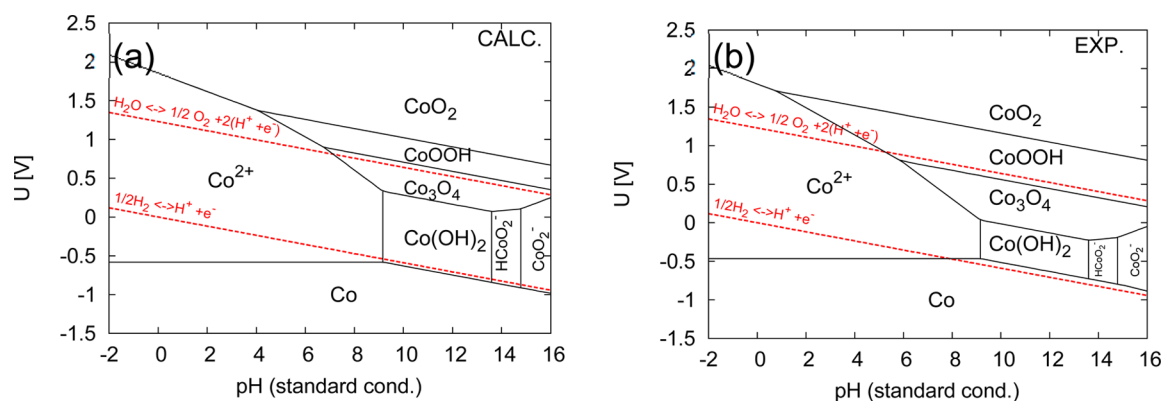 (a)
CALC.
2.5
2
1.5
1
0.5
0
-0.5
-1
-1.5
U [V]
H₂O <-> 1/2 O₂ +2(H⁺ +e⁻)
1/2H₂ <->H⁺ +e⁻
CoO₂
CoOOH
Co₃O₄
Co²⁺
Co(OH)₂
HCoO₂⁻
CoO₂⁻
Co
-2 0 2 4 6 8 10 12 14 16
pH (standard cond.)
(b)
EXP.
2.5
2
1.5
1
0.5
0
-0.5
-1
-1.5
U [V]
H₂O <-> 1/2 O₂ +2(H⁺ +e⁻)
1/2H₂ <->H⁺ +e⁻
CoO₂
CoOOH
Co₃O₄
Co²⁺
Co(OH)₂
HCoO₂⁻
CoO₂⁻
Co
-2 0 2 4 6 8 10 12 14 16
pH (standard cond.)